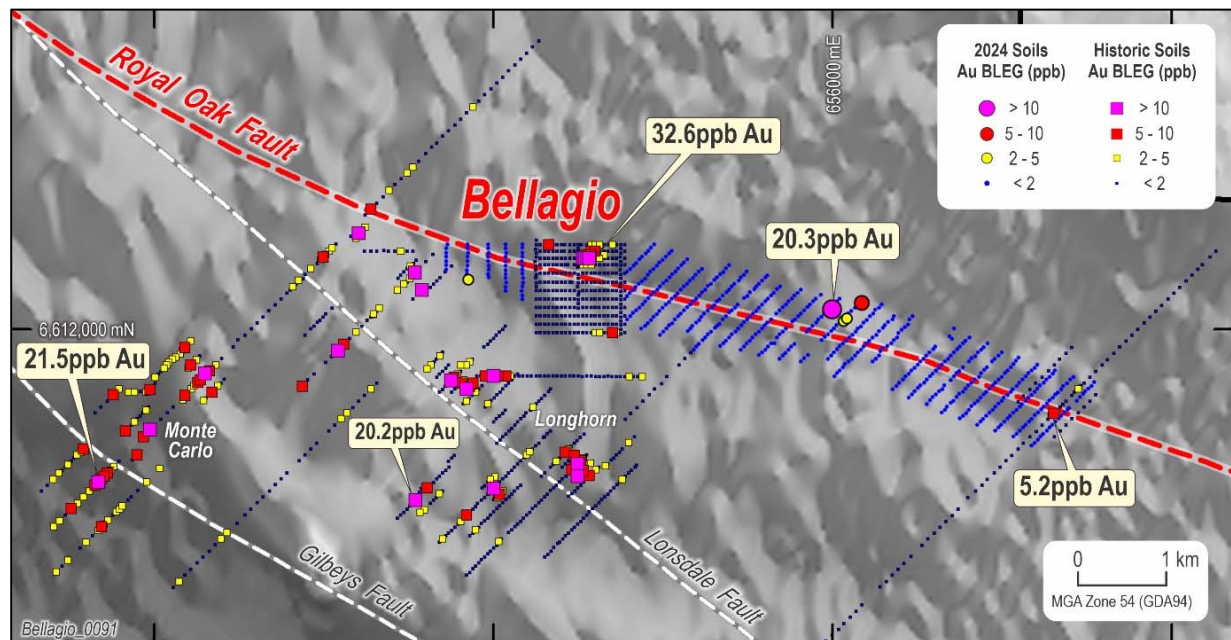 Royal Oak Fault
32.6ppb Au
656000 mE
2024 Soils
Au BLEG (ppb)
Historic Soils
Au BLEG (ppb)
> 10
> 10
5 - 10
5 - 10
2 - 5
2 - 5
< 2
< 2
Bellagio
20.3ppb Au
6,612,000 mN
21.5ppb Au
Monte
Carlo
20.2ppb Au
Longhorn
5.2ppb Au
Gilbeys Fault
Lonsdale Fault
0
1 km
MGA Zone 54 (GDA94)
Bellagio_0091